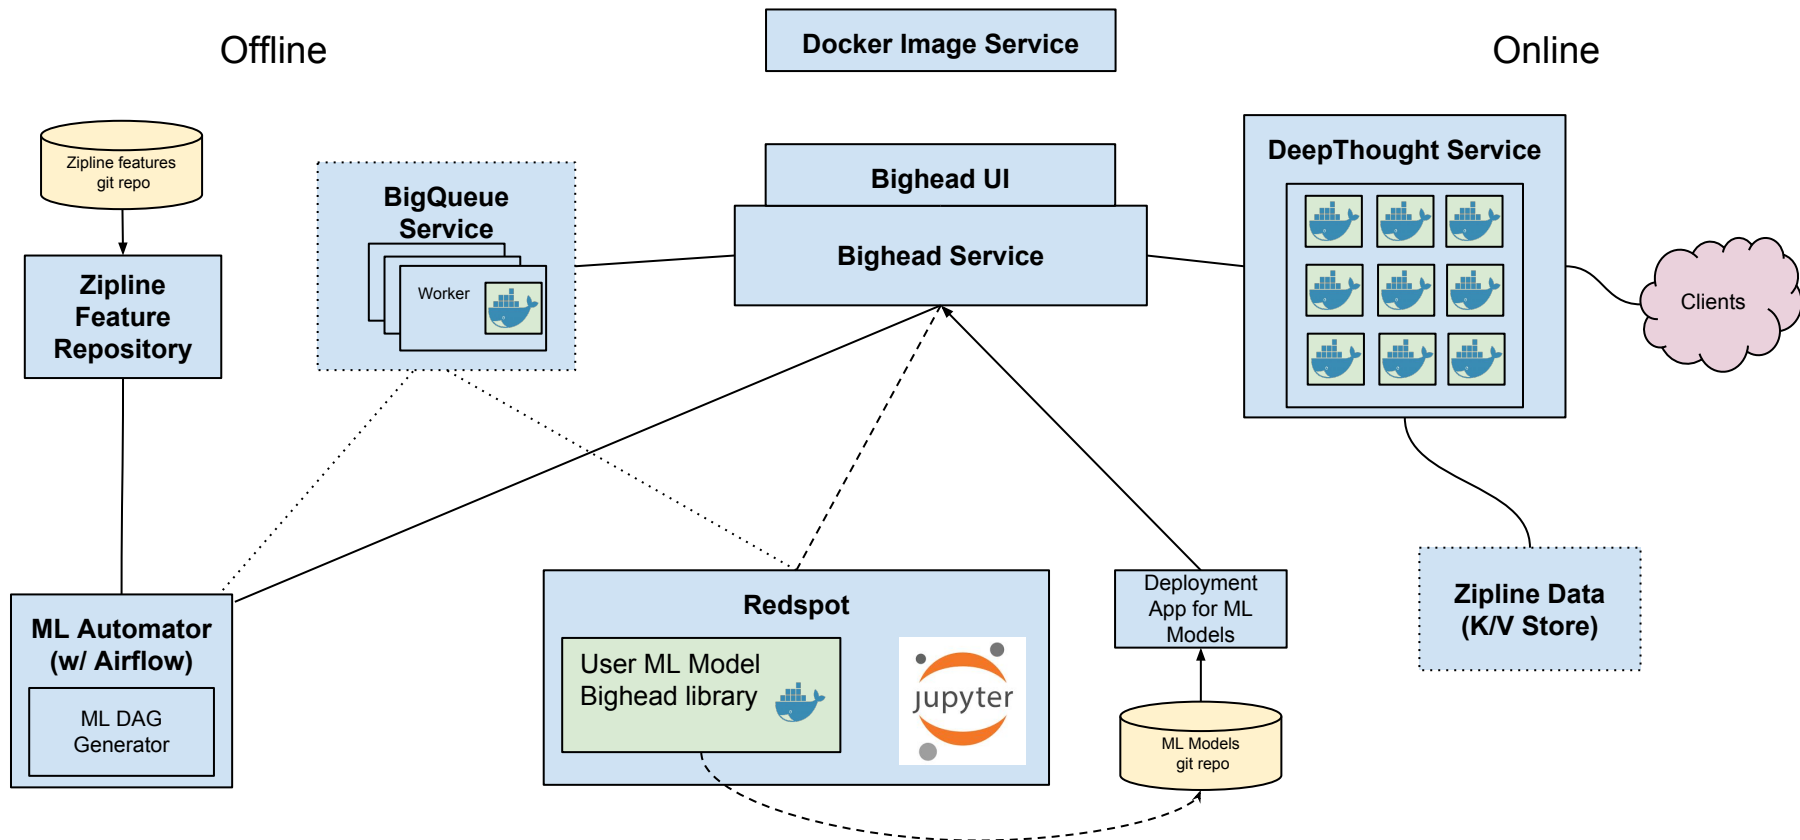 Offline
Docker Image Service
Online
Zipline features
git repo
BigQueue
Service
Worker
Bighead UI
Bighead Service
DeepThought Service
Clients
Zipline
Feature
Repository
ML Automator
(w/ Airflow)
ML DAG
Generator
Redspot
User ML Model
Bighead library
jupyter
Deployment
App for ML
Models
ML Models
git repo
Zipline Data
(K/V Store)